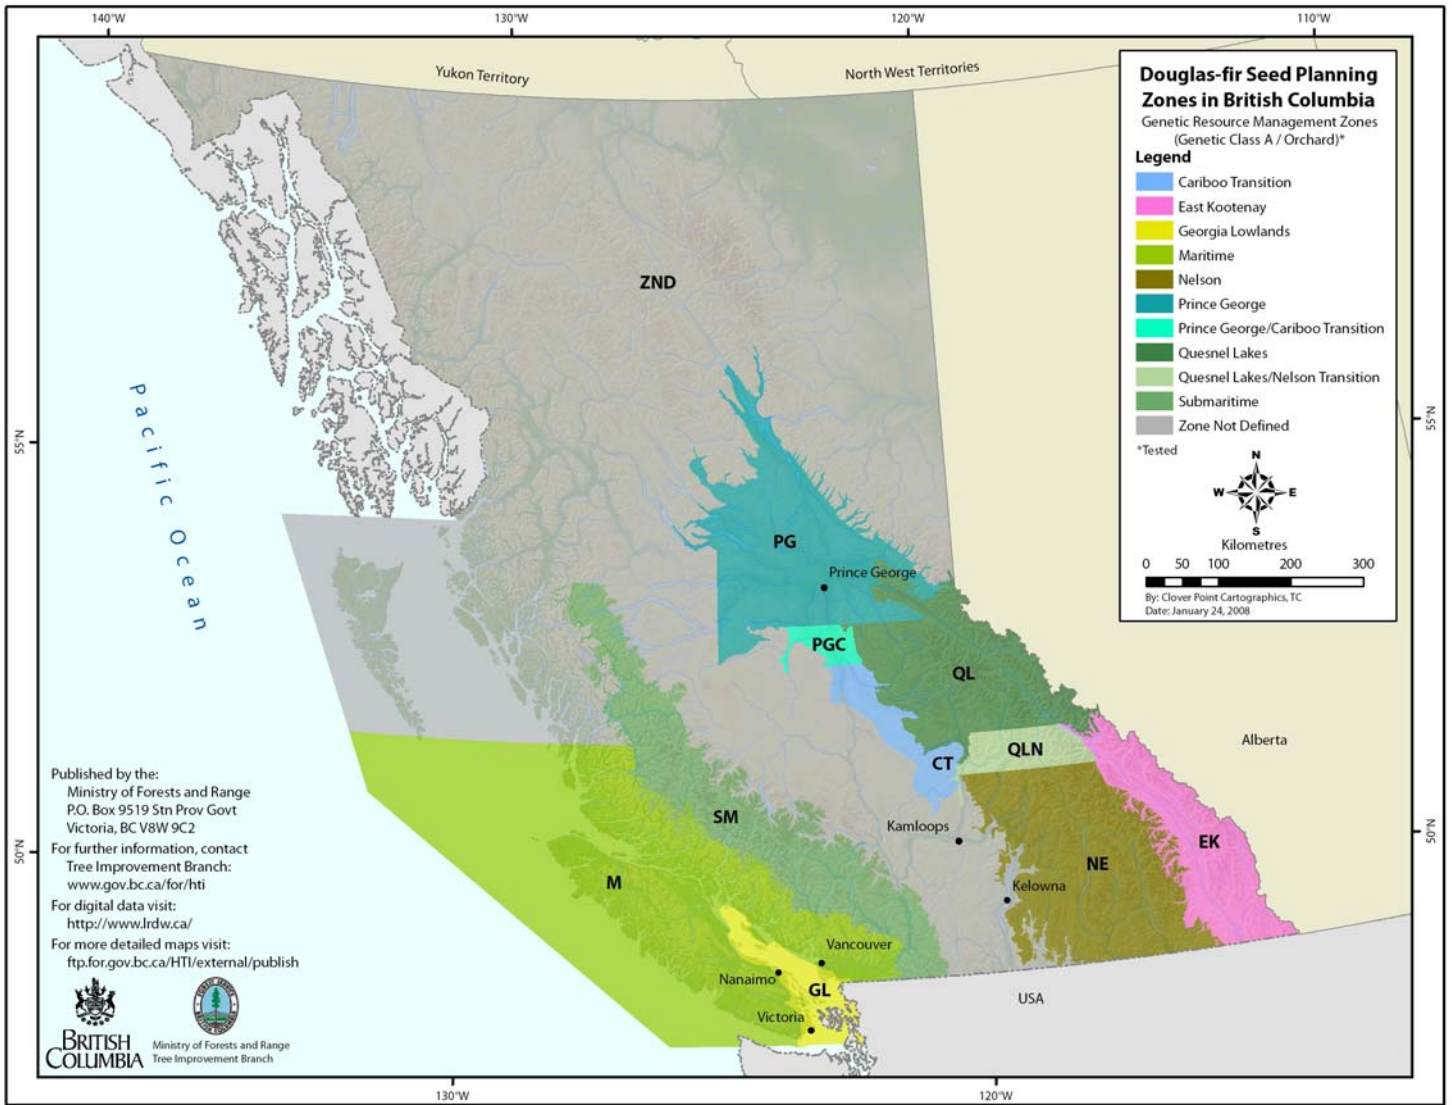 140°W
130°W
120°W
110°W
Yukon Territory
North West Territories
Douglas-fir Seed Planning
Zones in British Columbia
Genetic Resource Management Zones
(Genetic Class A / Orchard)*
Legend
Cariboo Transition
East Kootenay
Georgia Lowlands
Maritime
Nelson
Prince George
Prince George/Cariboo Transition
Quesnel Lakes
Quesnel Lakes/Nelson Transition
Submaritime
Zone Not Defined
*Tested
N
W
E
S
Kilometres
0 50 100 200 300
By: Clover Point Cartographics, TC
Date: January 24, 2008
ZND
Pacific Ocean
55°N
55°N
PG
Prince George
PGC
QL
QLN
CT
Alberta
SM
Kamloops
EK
NE
M
Kelowna
50°N
50°N
Vancouver
Nanaimo
GL
Victoria
USA
Published by the:
Ministry of Forests and Range
P.O. Box 9519 Stn Prov Govt
Victoria, BC V8W 9C2
For further information, contact
Tree Improvement Branch:
www.gov.bc.ca/for/hti
For digital data visit:
http://www.lrdw.ca/
For more detailed maps visit:
ftp.for.gov.bc.ca/HTI/external/publish
BRITISH
COLUMBIA
FOREST SERVICE
BRITISH COLUMBIA
Ministry of Forests and Range
Tree Improvement Branch
130°W
120°W